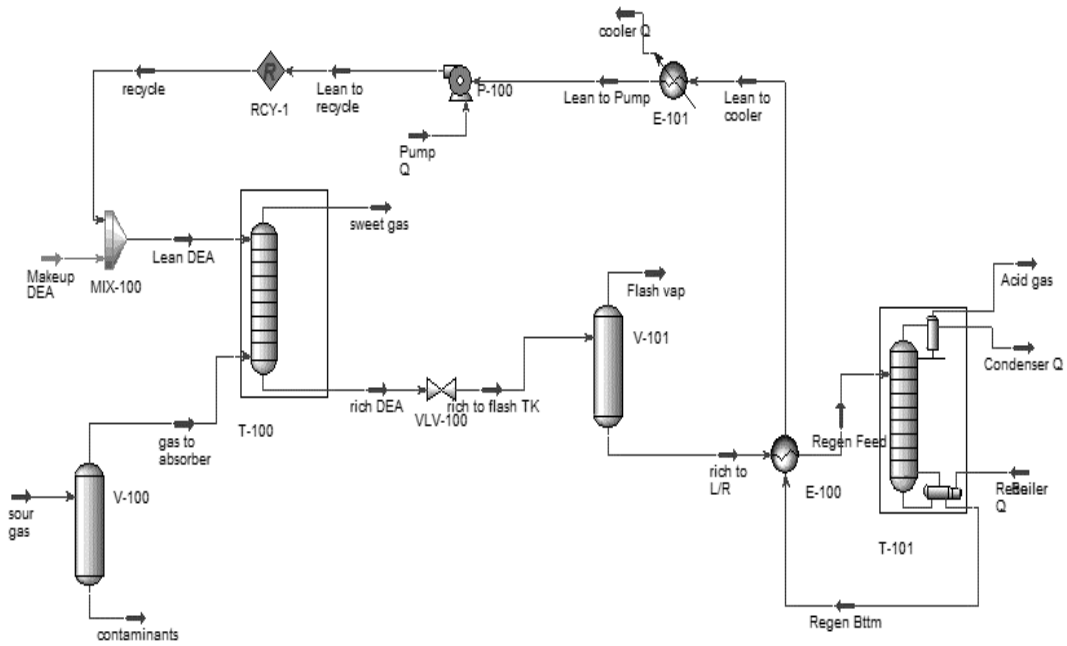 cooler Q
recycle
RCY-1
R
Lean to
recycle
P-100
Pump
Q
Lean to Pump
E-101
Lean to
cooler
Makeup
DEA
MIX-100
Lean DEA
sweet gas
T-100
gas to
absorber
sour
gas
V-100
contaminants
rich DEA
VLV-100
rich to flash TK
Flash vap
V-101
rich to
L/R
E-100
Regen Feed
Acid gas
Condenser Q
Q
T-101
Regen Bttm